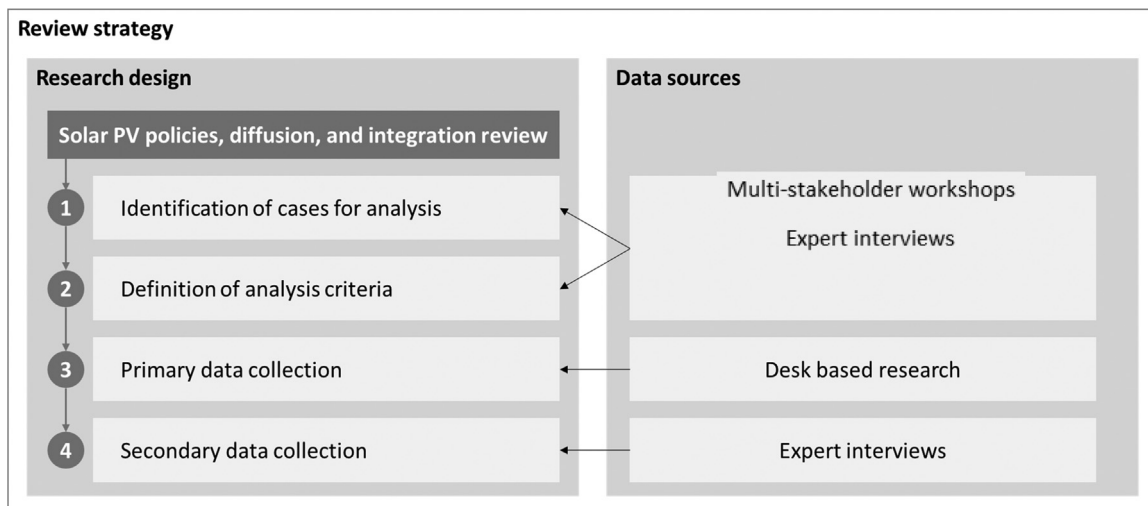 Review strategy
Research design
Solar PV policies, diffusion, and integration review
1
Identification of cases for analysis
2
Definition of analysis criteria
3
Primary data collection
4
Secondary data collection
Data sources
Multi-stakeholder workshops
Expert interviews
Desk based research
Expert interviews